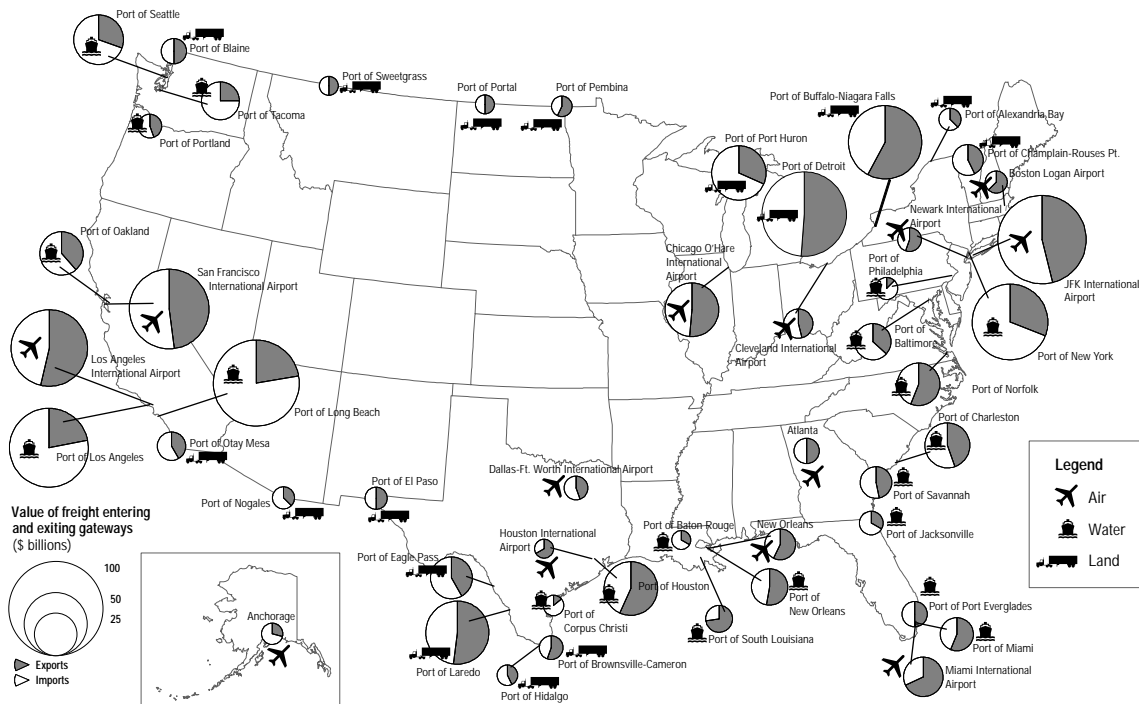 Port of Seattle
Port of Blaine
Port of Tacoma
Port of Portland
Port of Sweetgrass
Port of Portal
Port of Pembina
Port of Buffalo-Niagara Falls
Port of Alexandria Bay
Port of Champlain-Rouses Pt.
Boston Logan Airport
Port of Port Huron
Port of Detroit
Newark International
Airport
JFK International
Airport
Port of New York
Port of
Philadelphia
Port of
Baltimore
Port of Norfolk
Chicago O'Hare
International
Airport
Cleveland International
Airport
Port of Oakland
San Francisco
International Airport
Los Angeles
International Airport
Port of Long Beach
Port of Los Angeles
Port of Otay Mesa
Port of Nogales
Port of El Paso
Dallas-Ft. Worth International Airport
Atlanta
Port of Charleston
Port of Savannah
Port of Jacksonville
Houston International
Airport
Port of Baton Rouge
New Orleans
Port of Eagle Pass
Port of Houston
Port of
Corpus Christi
Port of
New Orleans
Port of South Louisiana
Port of Laredo
Port of Brownsville-Cameron
Port of Hidalgo
Port of Port Everglades
Port of Miami
Miami International
Airport
Anchorage
Value of freight entering
and exiting gateways
($ billions)
100
50
25
Exports
Imports
Legend
Air
Water
Land